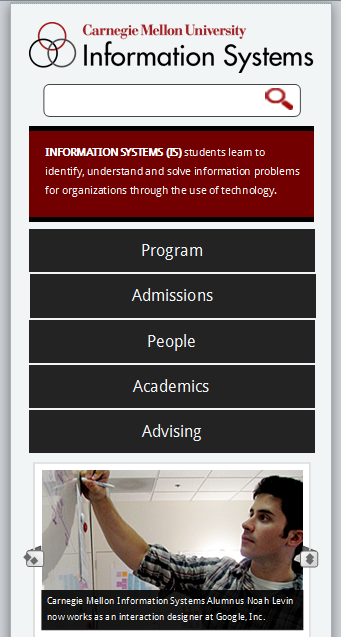 Carnegie Mellon University
Information Systems
INFORMATION SYSTEMS (IS) students learn to
identify, understand and solve information problems
for organizations through the use of technology.
Program
Admissions
People
Academics
Advising
Carnegie Mellon Information Systems Alumnus Noah Levin
now works as an interaction designer at Google, Inc.